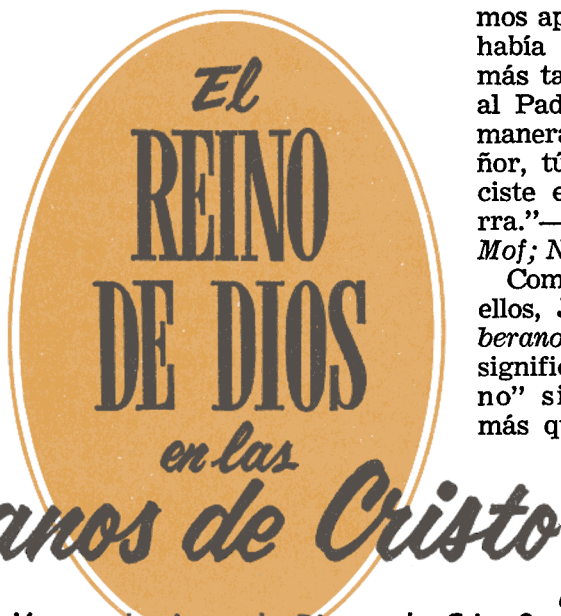 El
REINO
DE DIOS
en las
anos de Cristo
mos ap
había
más ta
al Pad
manera
ñor, tú
ciste e
rra.”—
Mof; N
Com
ellos, J
berano
signific
no” si
más q